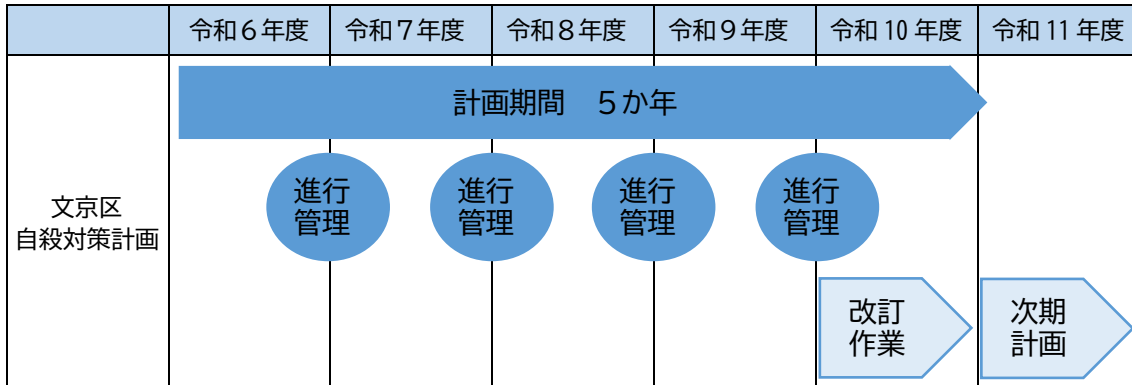 令和６年度 令和７年度 令和８年度 令和９年度 令和 10 年度 令和 11 年度
計画期間　５か年
文京区
自殺対策計画
進行
管理
進行
管理
進行
管理
進行
管理
改訂
作業
次期
計画